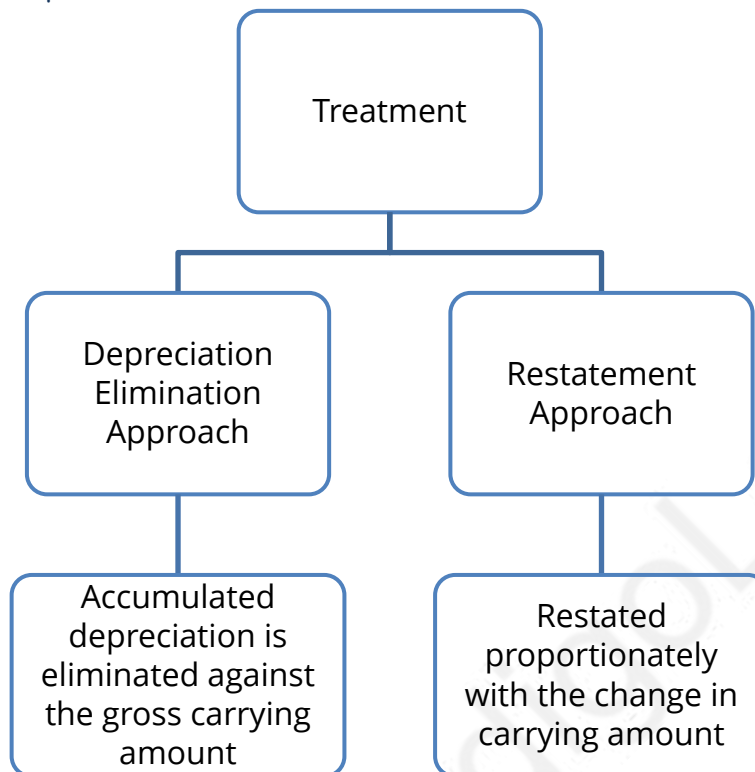 Treatment
Depreciation
Elimination
Approach
Restatement
Approach
Accumulated
depreciation is
eliminated against
the gross carrying
amount
Restated
proportionately
with the change in
carrying amount